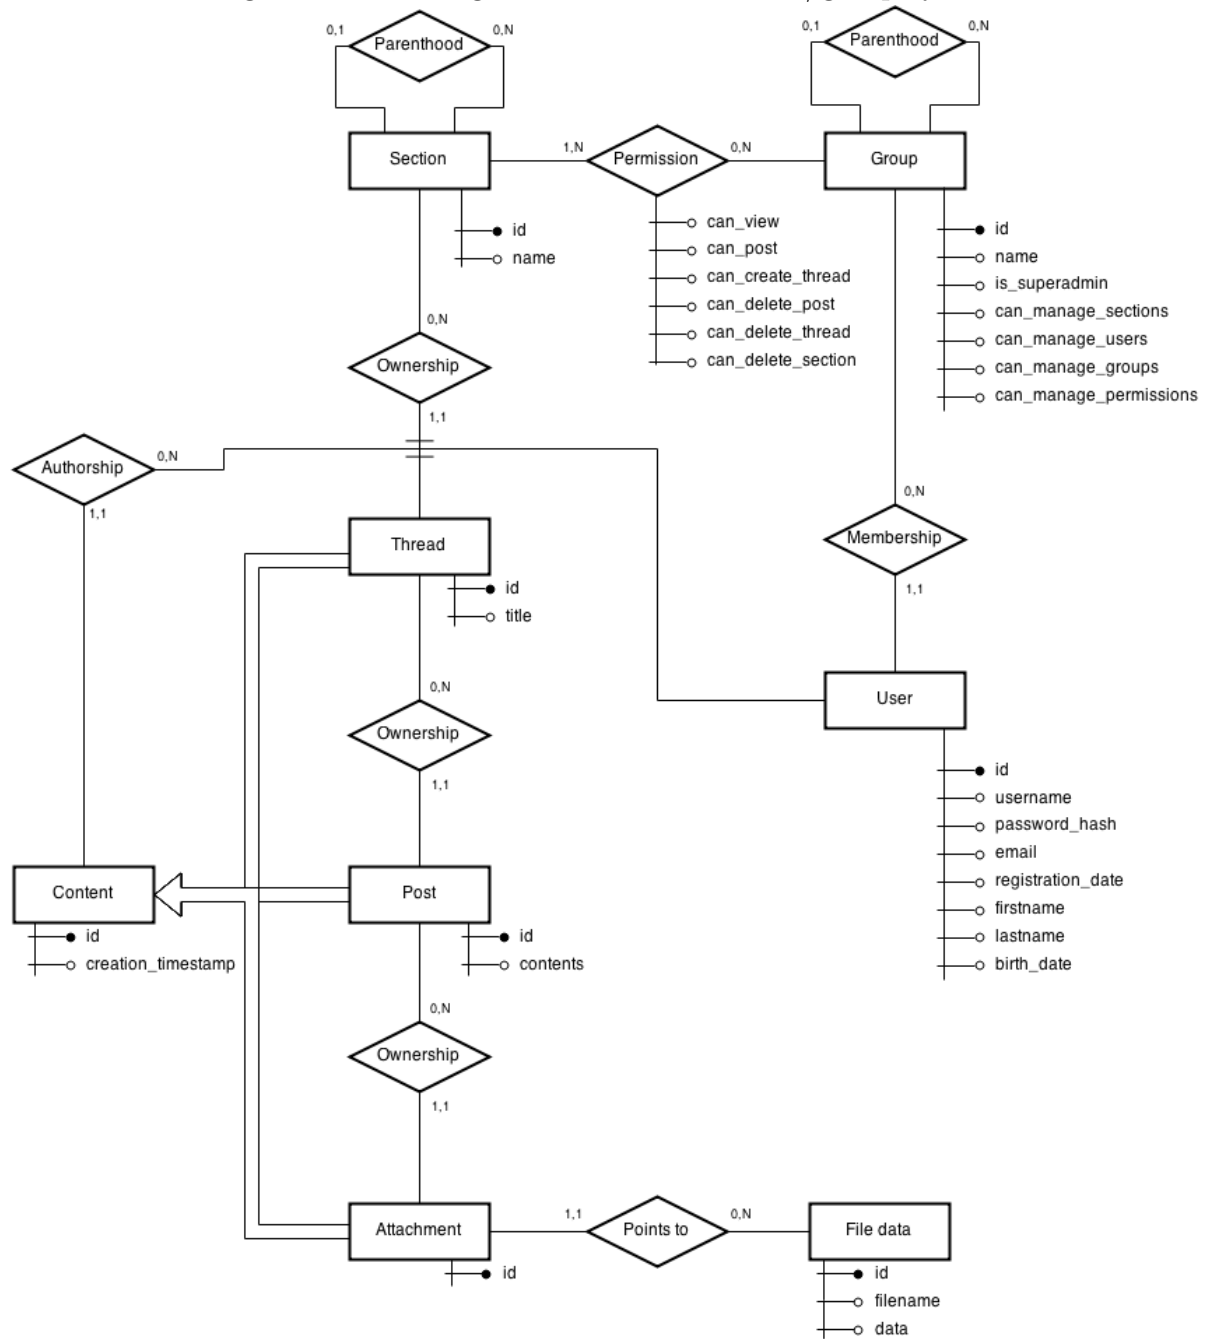 0,1
Parenthood
0,N
0,1
Parenthood
0,N
Section
1,N
Permission
0,N
Group
id
name
can_view
can_post
can_create_thread
can_delete_post
can_delete_thread
can_delete_section
id
name
is_superadmin
can_manage_sections
can_manage_users
can_manage_groups
can_manage_permissions
0,N
Ownership
1,1
Authorship
0,N
1,1
0,N
Membership
1,1
Thread
id
title
0,N
Ownership
1,1
User
id
username
password_hash
email
registration_date
firstname
lastname
birth_date
Content
id
creation_timestamp
Post
id
contents
0,N
Ownership
1,1
Attachment
id
1,1
Points to
0,N
File data
id
filename
data